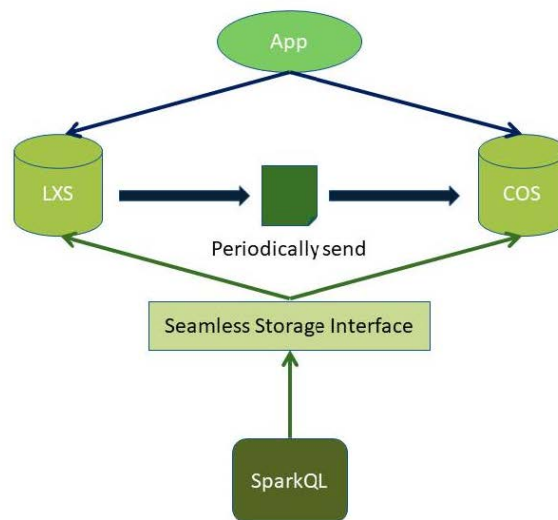 App
LXS
COS
Periodically send
Seamless Storage Interface
SparkQL